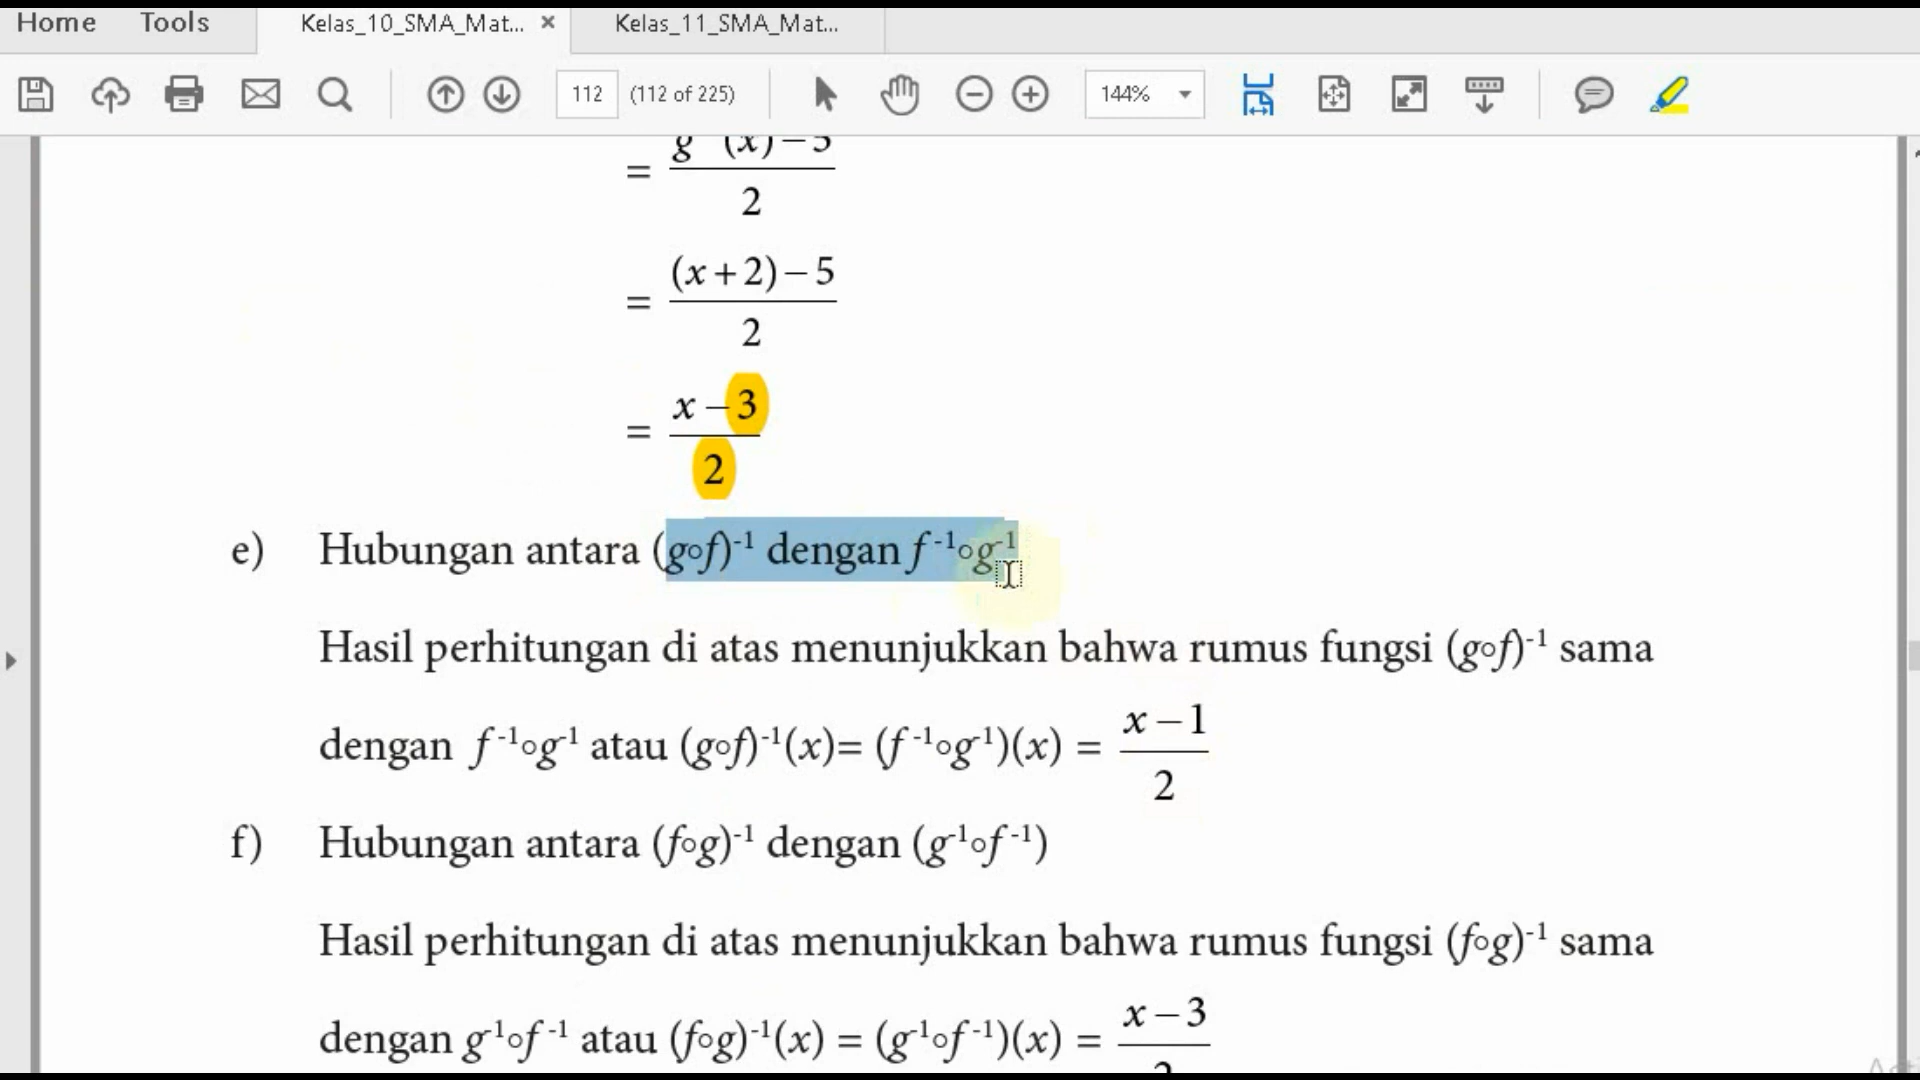 Home Tools Kelas_10_SMA_Mat... × Kelas_11_SMA_Mat...
112 (112 of 225) 144%
= g (x) – 5
2
= (x + 2) – 5
2
= x – 3
2
e) Hubungan antara (g∘f)⁻¹ dengan f⁻¹∘g⁻¹
Hasil perhitungan di atas menunjukkan bahwa rumus fungsi (g∘f)⁻¹ sama
dengan f⁻¹∘g⁻¹ atau (g∘f)⁻¹(x)= (f⁻¹∘g⁻¹)(x) = x – 1
2
f) Hubungan antara (f∘g)⁻¹ dengan (g⁻¹∘f⁻¹)
Hasil perhitungan di atas menunjukkan bahwa rumus fungsi (f∘g)⁻¹ sama
dengan g⁻¹∘f⁻¹ atau (f∘g)⁻¹(x) = (g⁻¹∘f⁻¹)(x) = x – 3
2